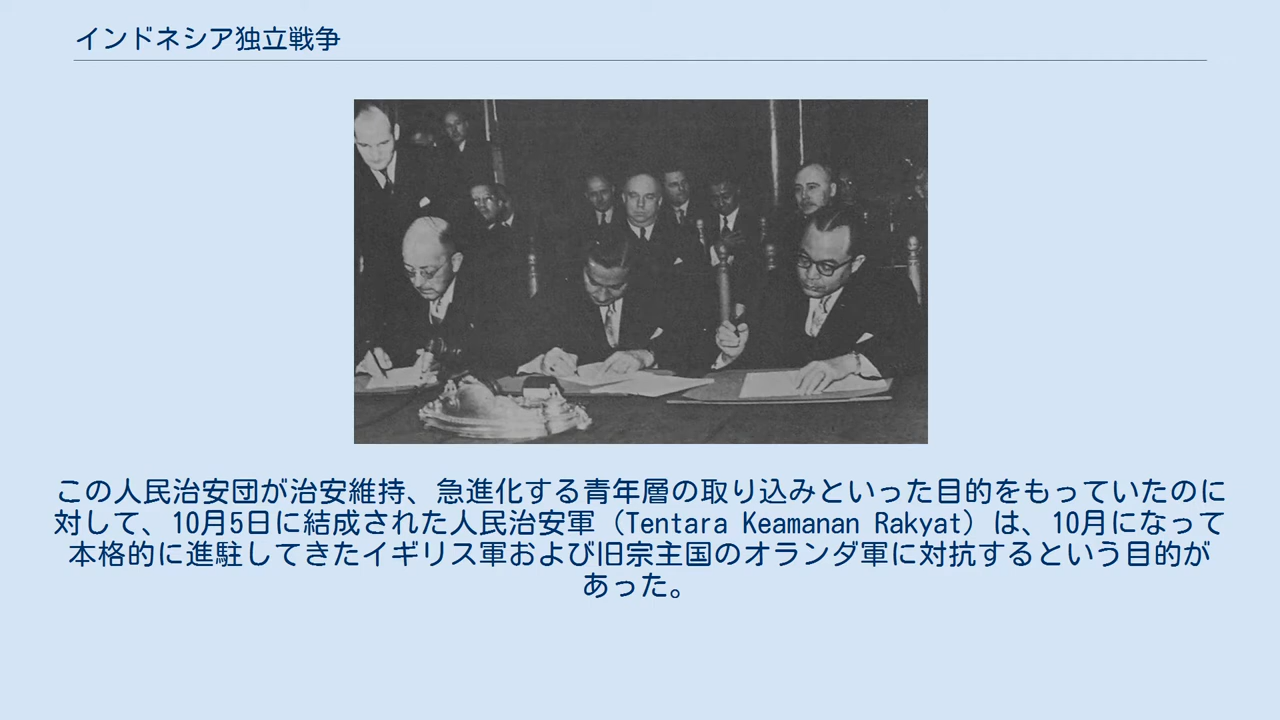 インドネシア独立戦争
この人民治安団が治安維持、急進化する青年層の取り込みといった目的をもっていたのに
対して、10月5日に結成された人民治安軍（Tentara Keamanan Rakyat）は、10月になって
本格的に進駐してきたイギリス軍および旧宗主国のオランダ軍に対抗するという目的が
あった。